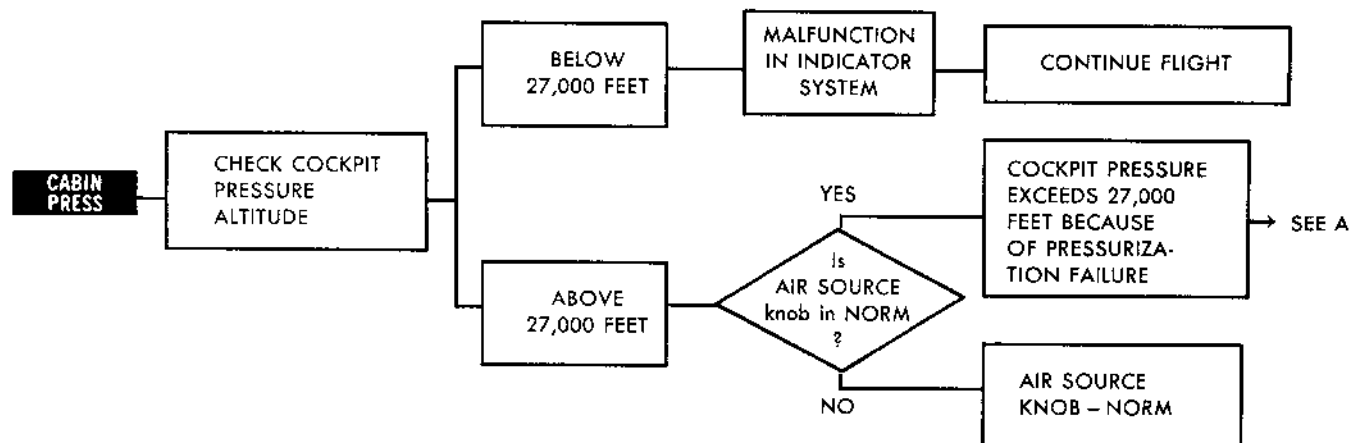 BELOW
27,000 FEET
MALFUNCTION
IN INDICATOR
SYSTEM
CONTINUE FLIGHT
CABIN
PRESS
CHECK COCKPIT
PRESSURE
ALTITUDE
YES
COCKPIT PRESSURE
EXCEEDS 27,000
FEET BECAUSE
OF PRESSURIZA-
TION FAILURE
SEE A
ABOVE
27,000 FEET
Is
AIR SOURCE
knob in NORM
?
NO
AIR SOURCE
KNOB – NORM